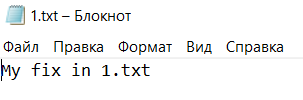 1.txt – Блокнот
Файл Правка Формат Вид Справка
My fix in 1.txt